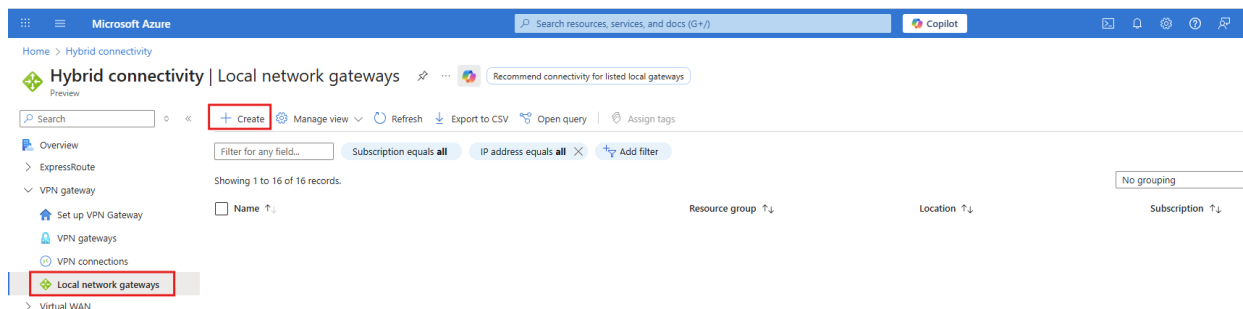 Microsoft Azure
Search resources, services, and docs (G+/)
Copilot
Home > Hybrid connectivity
Hybrid connectivity | Local network gateways
Preview
Recommend connectivity for listed local gateways
Search
Create
Manage view
Refresh
Export to CSV
Open query
Assign tags
Overview
ExpressRoute
VPN gateway
Set up VPN Gateway
VPN gateways
VPN connections
Local network gateways
Virtual WAN
Filter for any field...
Subscription equals all
IP address equals all
Add filter
Showing 1 to 16 of 16 records.
No grouping
Name ↑↓
Resource group ↑↓
Location ↑↓
Subscription ↑↓